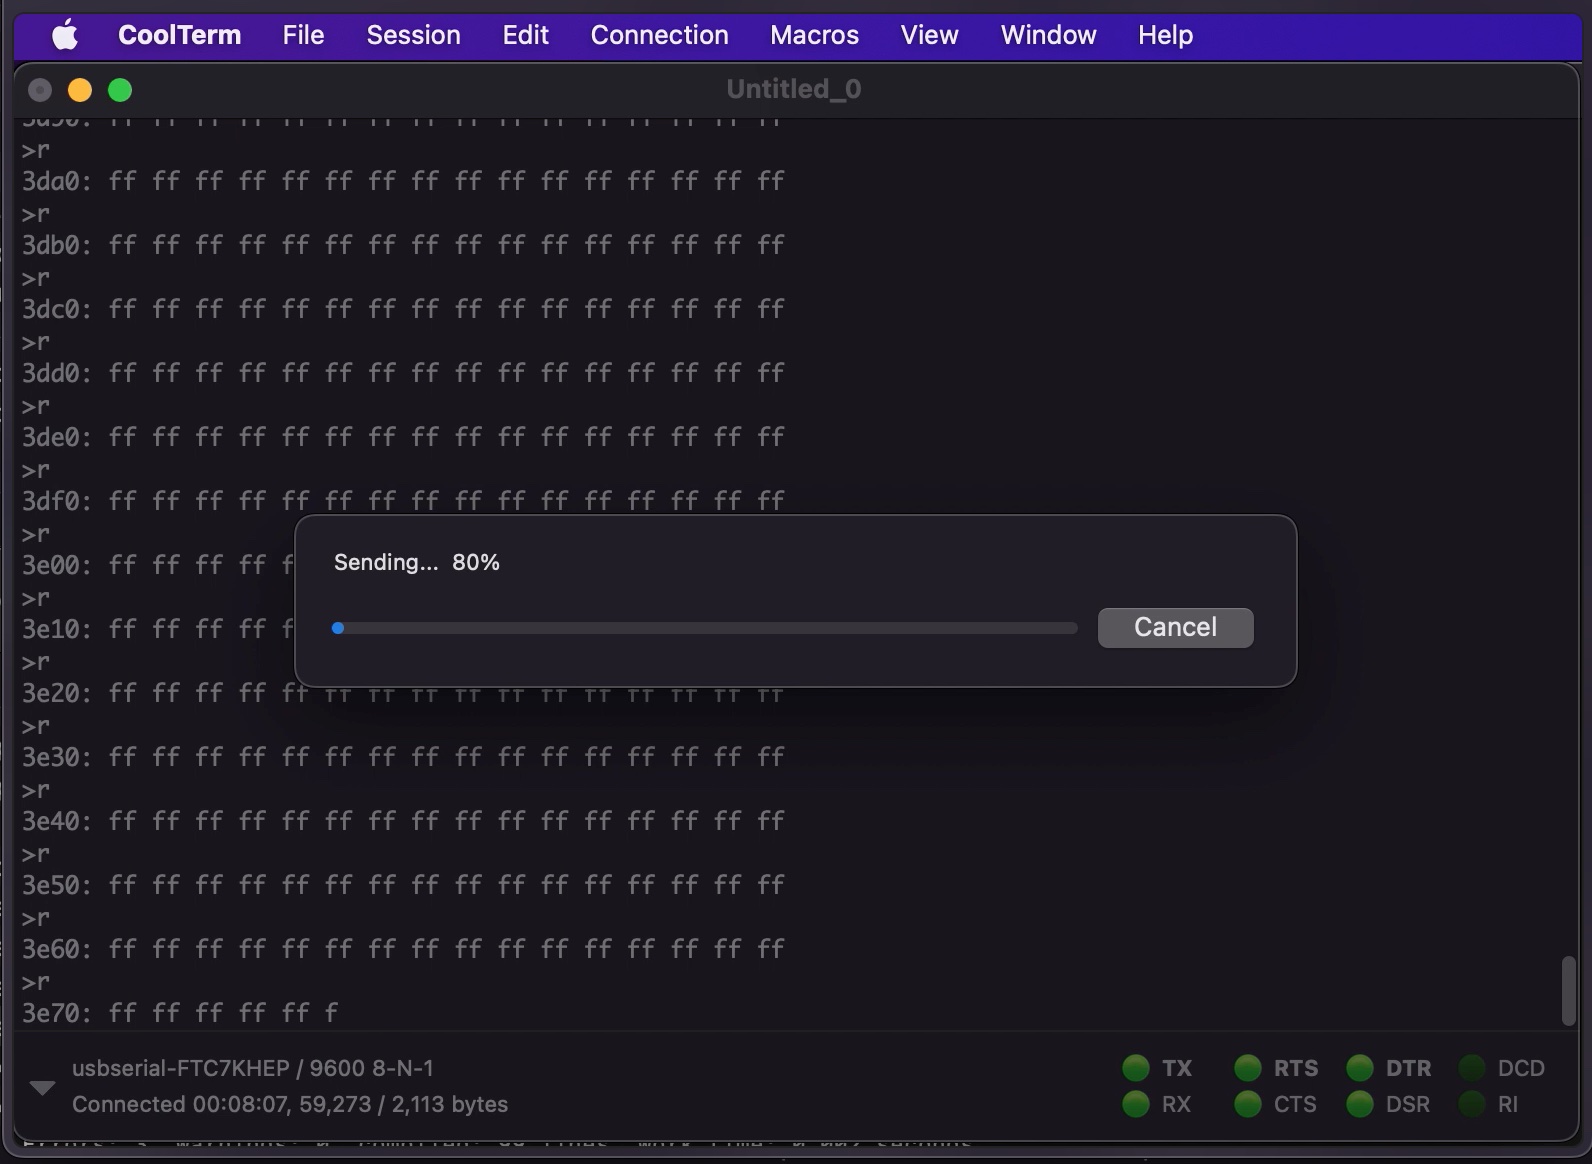 CoolTerm File Session Edit Connection Macros View Window Help
Untitled_0
>r
3da0: ff ff ff ff ff ff ff ff ff ff ff ff ff ff ff ff
>r
3db0: ff ff ff ff ff ff ff ff ff ff ff ff ff ff ff ff
>r
3dc0: ff ff ff ff ff ff ff ff ff ff ff ff ff ff ff ff
>r
3dd0: ff ff ff ff ff ff ff ff ff ff ff ff ff ff ff ff
>r
3de0: ff ff ff ff ff ff ff ff ff ff ff ff ff ff ff ff
>r
3df0: ff ff ff ff ff ff ff ff ff ff ff ff ff ff ff ff
>r
3e00: ff ff ff ff f
>r
3e10: ff ff ff ff f
>r
3e20: ff ff ff ff ff ff ff ff ff ff ff ff ff ff ff ff
>r
3e30: ff ff ff ff ff ff ff ff ff ff ff ff ff ff ff ff
>r
3e40: ff ff ff ff ff ff ff ff ff ff ff ff ff ff ff ff
>r
3e50: ff ff ff ff ff ff ff ff ff ff ff ff ff ff ff ff
>r
3e60: ff ff ff ff ff ff ff ff ff ff ff ff ff ff ff ff
>r
3e70: ff ff ff ff ff f
Sending... 80%
Cancel
usbserial-FTC7KHEP / 9600 8-N-1
Connected 00:08:07, 59,273 / 2,113 bytes
TX RTS DTR DCD
RX CTS DSR RI